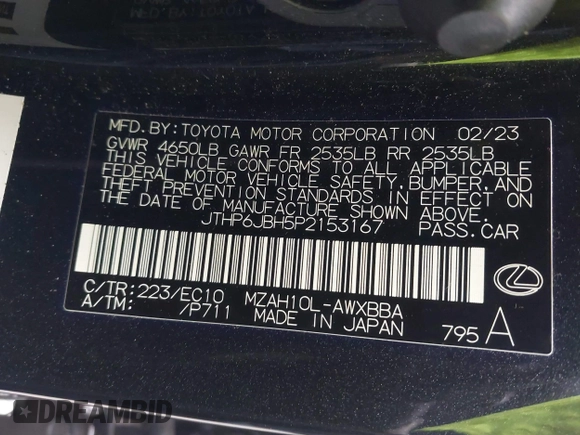 MFD.BY:TOYOTA MOTOR CORPORATION 02/23
GVWR 4650LB GAWR FR 2535LB RR 2535LB
THIS VEHICLE CONFORMS TO ALL APPLICABLE
FEDERAL MOTOR VEHICLE SAFETY,BUMPER,AND
THEFT PREVENTION STANDARDS IN EFFECT ON
THE DATE OF MANUFACTURE SHOWN ABOVE.
JTHP6JBH5P2153167 PASS.CAR
C/TR:223/EC10 MZAH10L-AWXBBA
A/TM: /P711 MADE IN JAPAN 795 A
DREAMBID